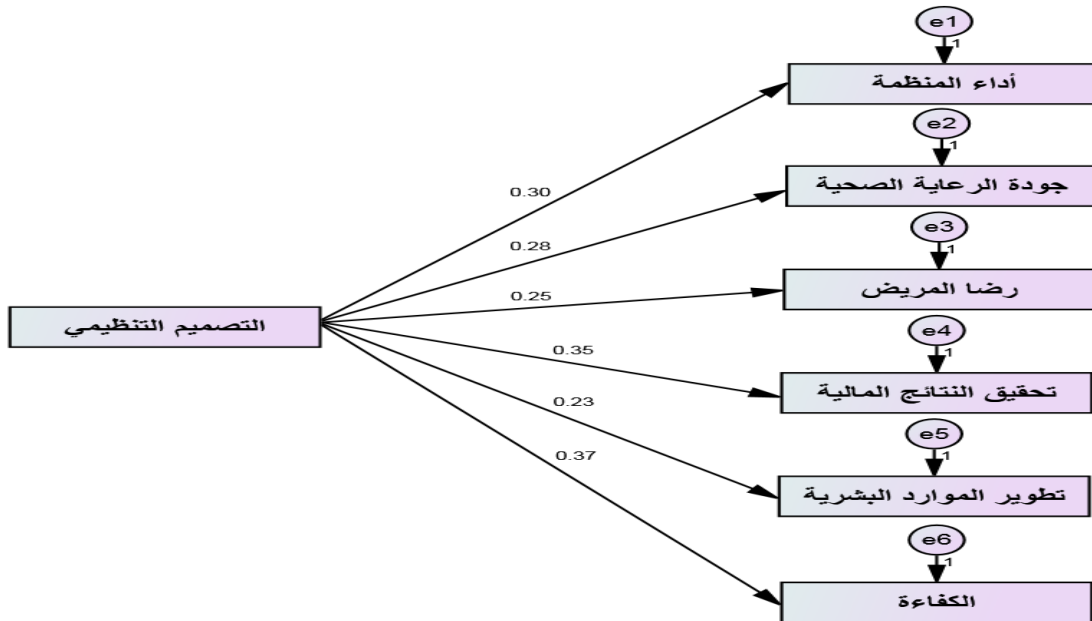 e1
1
أداء المنظمة
e2
1
0.30
جودة الرعاية الصحية
e3
0.28
1
0.25
رضا المريض
التصميم التنظيمي
e4
1
0.35
تحقيق النتائج المالية
0.23
e5
1
0.37
تطوير الموارد البشرية
e6
1
الكفاءة